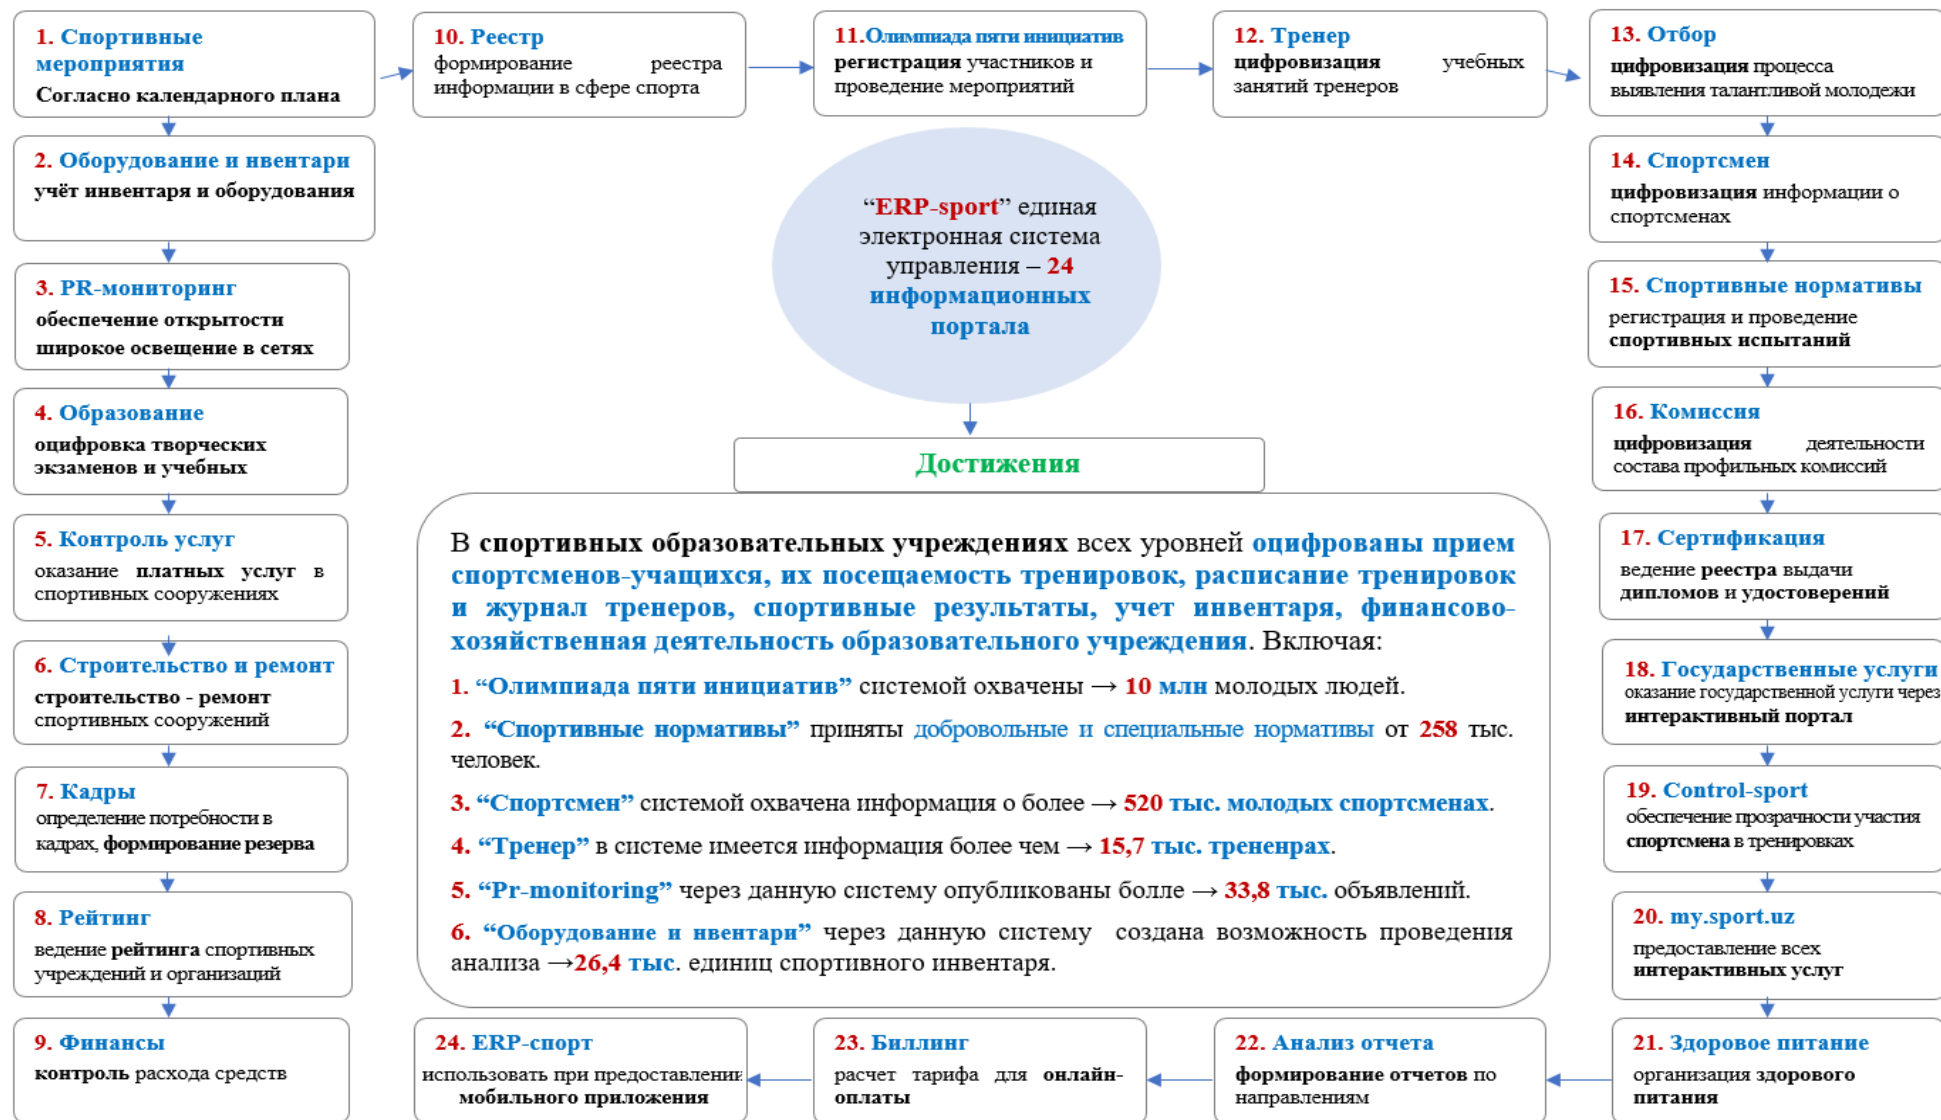 1. Спортивные
мероприятия
Согласно календарного плана
2. Оборудование и нвентари
учёт инвентаря и оборудования
3. PR-мониторинг
обеспечение открытости
широкое освещение в сетях
4. Образование
оцифровка творческих
экзаменов и учебных
5. Контроль услуг
оказание платных услуг в
спортивных сооружениях
6. Строительство и ремонт
строительство - ремонт
спортивных сооружений
7. Кадры
определение потребности в
кадрах, формирование резерва
8. Рейтинг
ведение рейтинга спортивных
учреждений и организаций
9. Финансы
контроль расхода средств
10. Реестр
формирование реестра
информации в сфере спорта
11.Олимпиада пяти инициатив
регистрация участников и
проведение мероприятий
12. Тренер
цифровизация учебных
занятий тренеров
13. Отбор
цифровизация процесса
выявления талантливой молодежи
14. Спортсмен
цифровизация информации о
спортсменах
15. Спортивные нормативы
регистрация и проведение
спортивных испытаний
16. Комиссия
цифровизация деятельности
состава профильных комиссий
17. Сертификация
ведение реестра выдачи
дипломов и удостоверений
18. Государственные услуги
оказание государственной услуги через
интерактивный портал
19. Control-sport
обеспечение прозрачности участия
спортсмена в тренировках
20. my.sport.uz
предоставление всех
интерактивных услуг
21. Здоровое питание
организация здорового
питания
22. Анализ отчета
формирование отчетов по
направлениям
23. Биллинг
расчет тарифа для онлайн-
оплаты
24. ERP-спорт
использовать при предоставлении
мобильного приложения
“ERP-sport” единая
электронная система
управления – 24
информационных
портала
Достижения
В спортивных образовательных учреждениях всех уровней оцифрованы прием
спортсменов-учащихся, их посещаемость тренировок, расписание тренировок
и журнал тренеров, спортивные результаты, учет инвентаря, финансово-
хозяйственная деятельность образовательного учреждения. Включая:
1. “Олимпиада пяти инициатив” системой охвачены → 10 млн молодых людей.
2. “Спортивные нормативы” приняты добровольные и специальные нормативы от 258 тыс.
человек.
3. “Спортсмен” системой охвачена информация о более → 520 тыс. молодых спортсменах.
4. “Тренер” в системе имеется информация более чем → 15,7 тыс. трененрах.
5. “Pr-monitoring” через данную систему опубликованы болле → 33,8 тыс. объявлений.
6. “Оборудование и нвентари” через данную систему создана возможность проведения
анализа →26,4 тыс. единиц спортивного инвентаря.